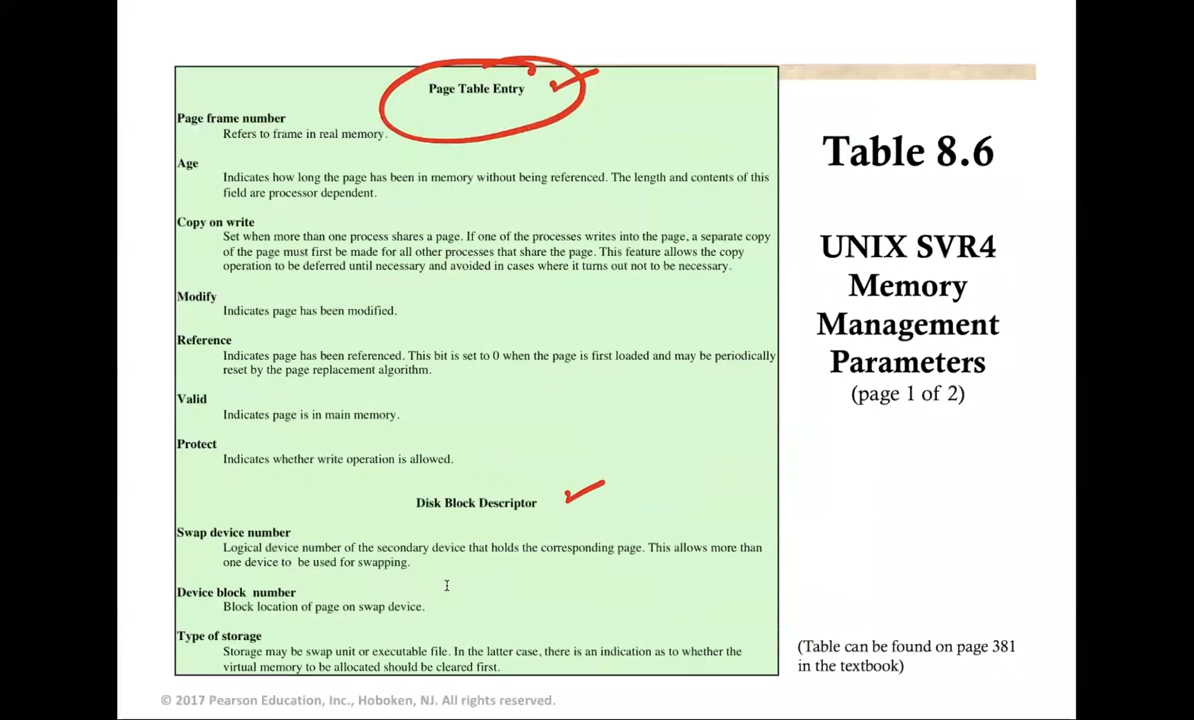 Page Table Entry
Page frame number
Refers to frame in real memory.
Age
Indicates how long the page has been in memory without being referenced. The length and contents of this
field are processor dependent.
Copy on write
Set when more than one process shares a page. If one of the processes writes into the page, a separate copy
of the page must first be made for all other processes that share the page. This feature allows the copy
operation to be deferred until necessary and avoided in cases where it turns out not to be necessary.
Modify
Indicates page has been modified.
Reference
Indicates page has been referenced. This bit is set to 0 when the page is first loaded and may be periodically
reset by the page replacement algorithm.
Valid
Indicates page is in main memory.
Protect
Indicates whether write operation is allowed.
Disk Block Descriptor
Swap device number
Logical device number of the secondary device that holds the corresponding page. This allows more than
one device to be used for swapping.
Device block number
Block location of page on swap device.
Type of storage
Storage may be swap unit or executable file. In the latter case, there is an indication as to whether the
virtual memory to be allocated should be cleared first.
Table 8.6
UNIX SVR4
Memory
Management
Parameters
(page 1 of 2)
(Table can be found on page 381
in the textbook)
© 2017 Pearson Education, Inc., Hoboken, NJ. All rights reserved.